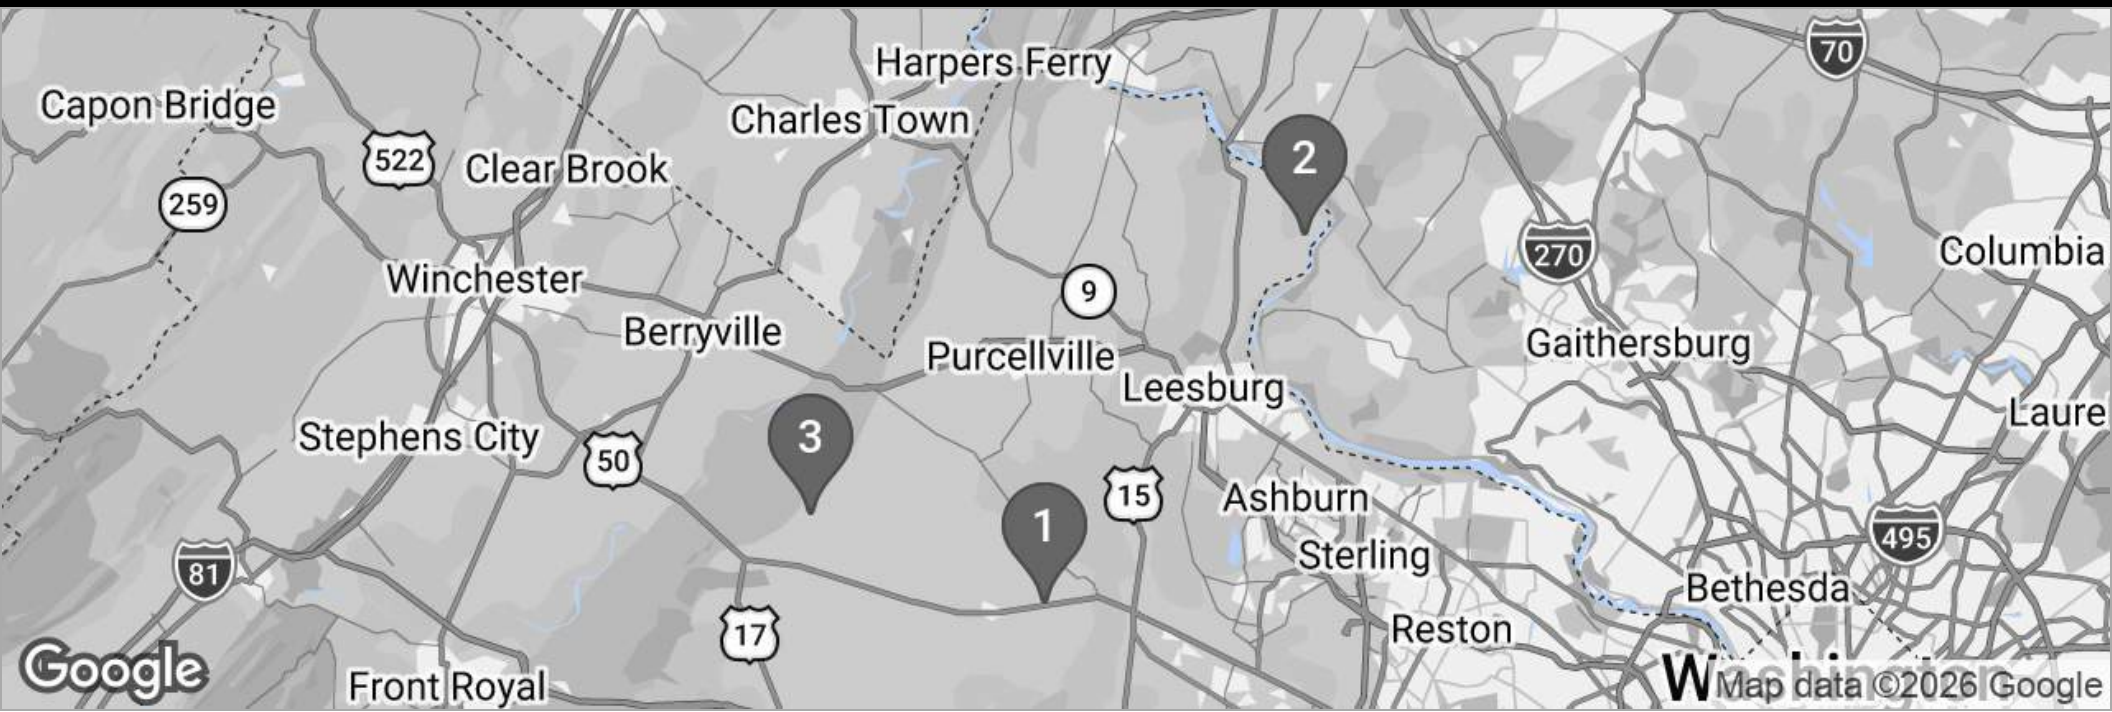 70
Harpers Ferry
Capon Bridge
Charles Town
522
Clear Brook
2
259
270
Columbia
Winchester
9
Berryville
Purcellville
Gaithersburg
Leesburg
Laure
Stephens City
3
50
15
Ashburn
1
495
Sterling
81
Bethesda
17
Reston
Google
Front Royal
Washington
Map data ©2026 Google